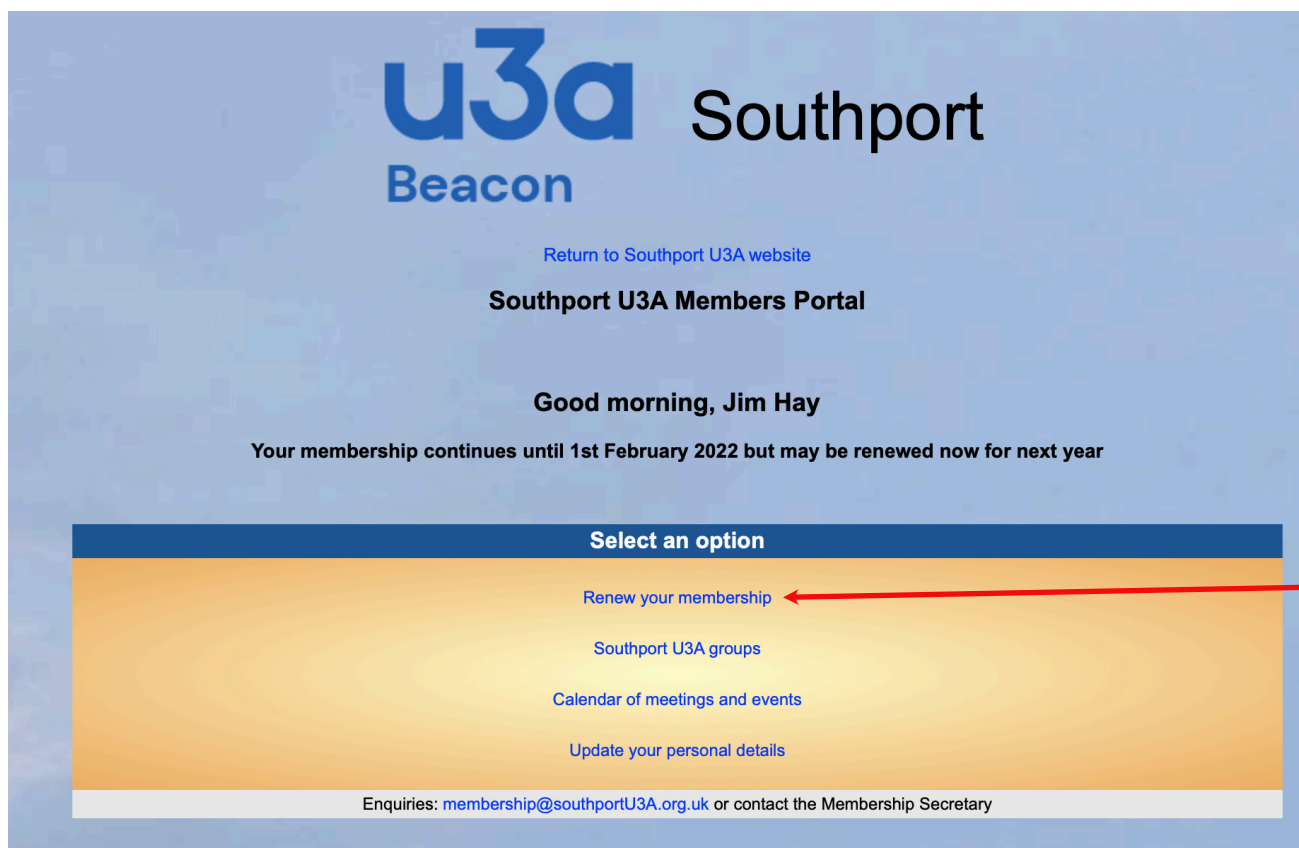 u3a Southport
Beacon
Return to Southport U3A website
Southport U3A Members Portal
Good morning, Jim Hay
Your membership continues until 1st February 2022 but may be renewed now for next year
Select an option
Renew your membership
Southport U3A groups
Calendar of meetings and events
Update your personal details
Enquiries: membership@southportU3A.org.uk or contact the Membership Secretary